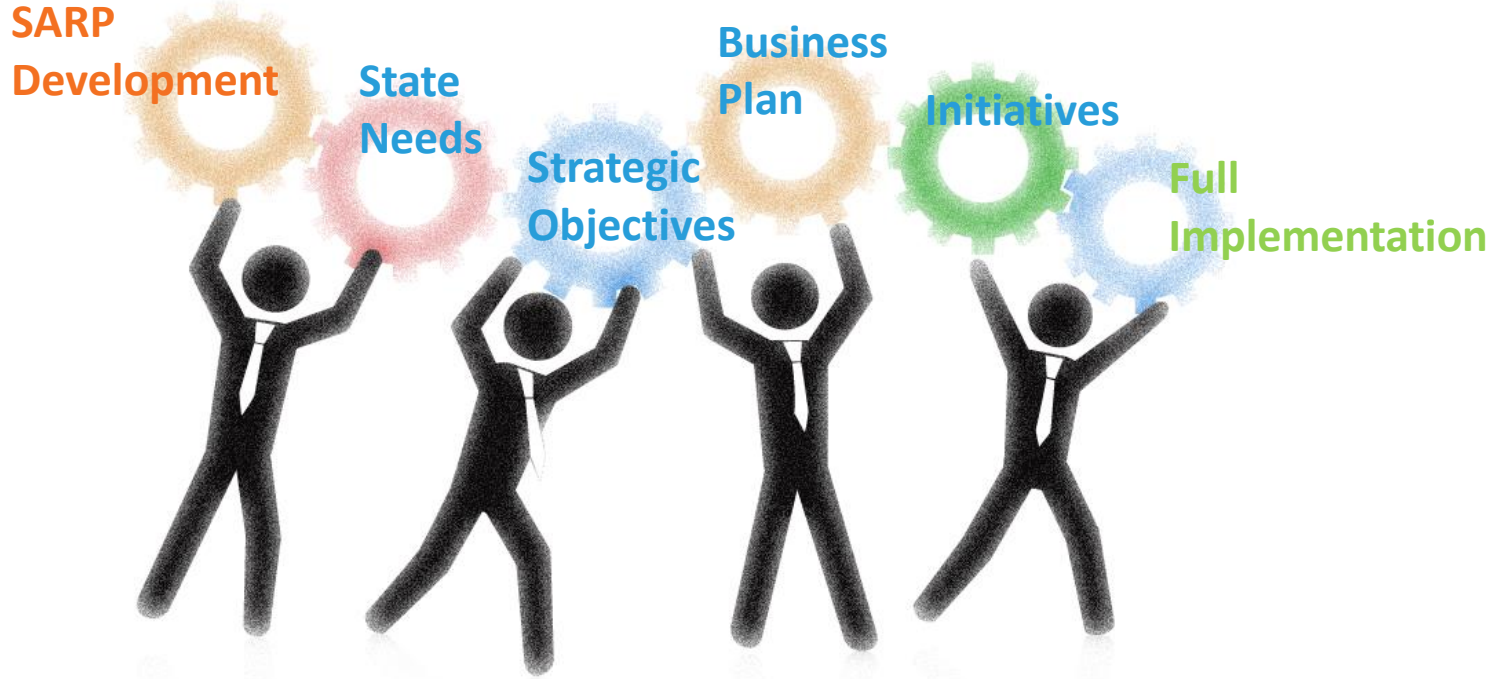 SARP
Development
State
Needs
Strategic
Objectives
Business
Plan
Initiatives
Full
Implementation